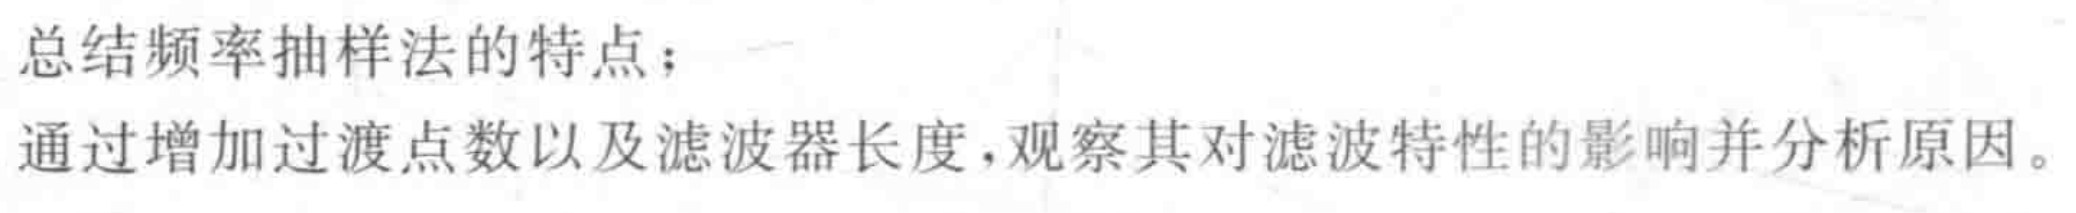 总结频率抽样法的特点；
通过增加过渡点数以及滤波器长度，观察其对滤波特性的影响并分析原因。